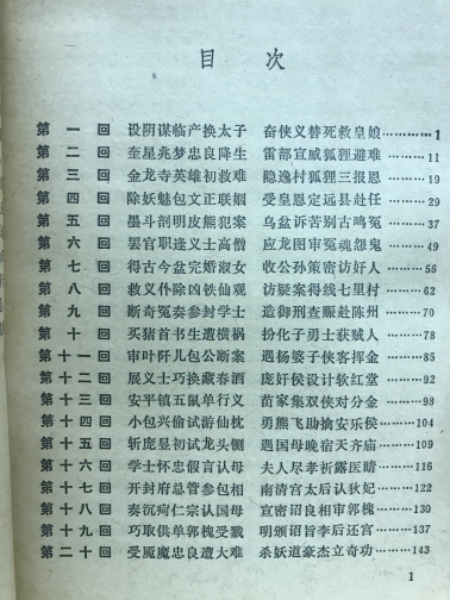 目 次
第一回 设阴谋临产换太子 奋侠义替死救皇娘…………1
第二回 奎星兆梦忠良降生 雷部宣威狐狸避难…………11
第三回 金龙寺英雄初救难 隐逸村狐狸三报恩…………19
第四回 除妖魅包文正联姻 受皇恩定远县赴任…………27
第五回 墨斗剖明皮熊犯案 乌盆诉苦别古鸣冤…………37
第六回 罢官职逢义士高僧 应龙图审冤魂怨鬼…………49
第七回 得古今盆完婚淑女 收公孙策密访奸人…………56
第八回 救义仆除凶铁仙观 访疑案得线七里村…………62
第九回 断奇冤奏参封学士 造御刑查赈赴陈州…………70
第十回 买猪首书生遭横祸 扮化子勇士获贼人…………78
第十一回 审叶阡儿包公断案 遇杨婆子侠客挥金…………85
第十二回 展义士巧换藏春酒 庞奸侯设计软红堂…………92
第十三回 安平镇五鼠单行义 苗家集双侠对分金…………98
第十四回 小包兴偷试游仙枕 勇熊飞助擒安乐侯…………104
第十五回 斩庞昱初试龙头铡 遇国母晚宿天齐庙…………109
第十六回 学士怀忠假言认母 夫人尽孝祈露医睛…………116
第十七回 开封府总管参包相 南清宫太后认狄妃…………122
第十八回 奏沉疴仁宗认国母 宣密诏良相审郭槐…………130
第十九回 巧取供单郭槐受戮 明颁诏旨李后还宫…………137
第二十回 受魇魔忠良遭大难 杀妖道豪杰立奇功…………143
1